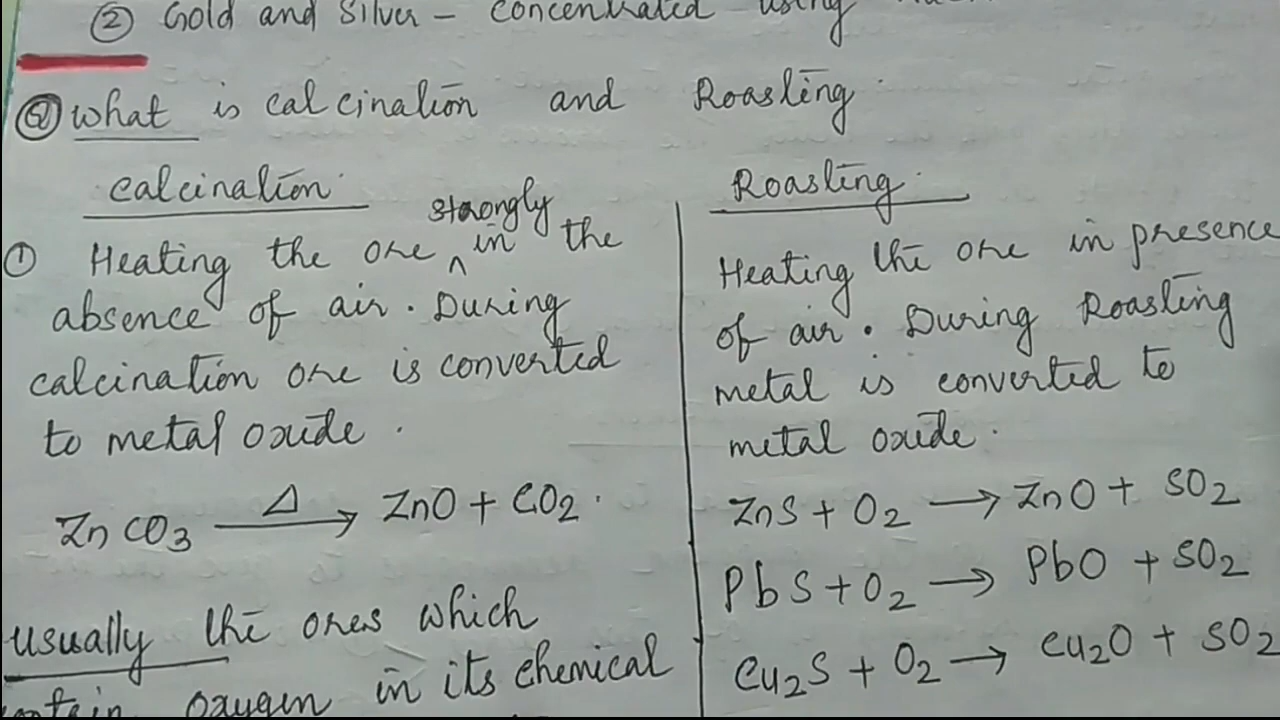 ② Gold and Silver - Concentrated using
Q What is calcination and Roasting.
Calcination.
① Heating the ore strongly in the
absence of air. During
calcination ore is converted
to metal oxide.
ZnCO3 —Δ→ ZnO + CO2.
usually the ores which
oxygen in its chemical
Roasting.
Heating the ore in presence
of air. During Roasting
metal is converted to
metal oxide.
ZnS + O2 → ZnO + SO2
PbS + O2 → PbO + SO2
Cu2S + O2 → Cu2O + SO2